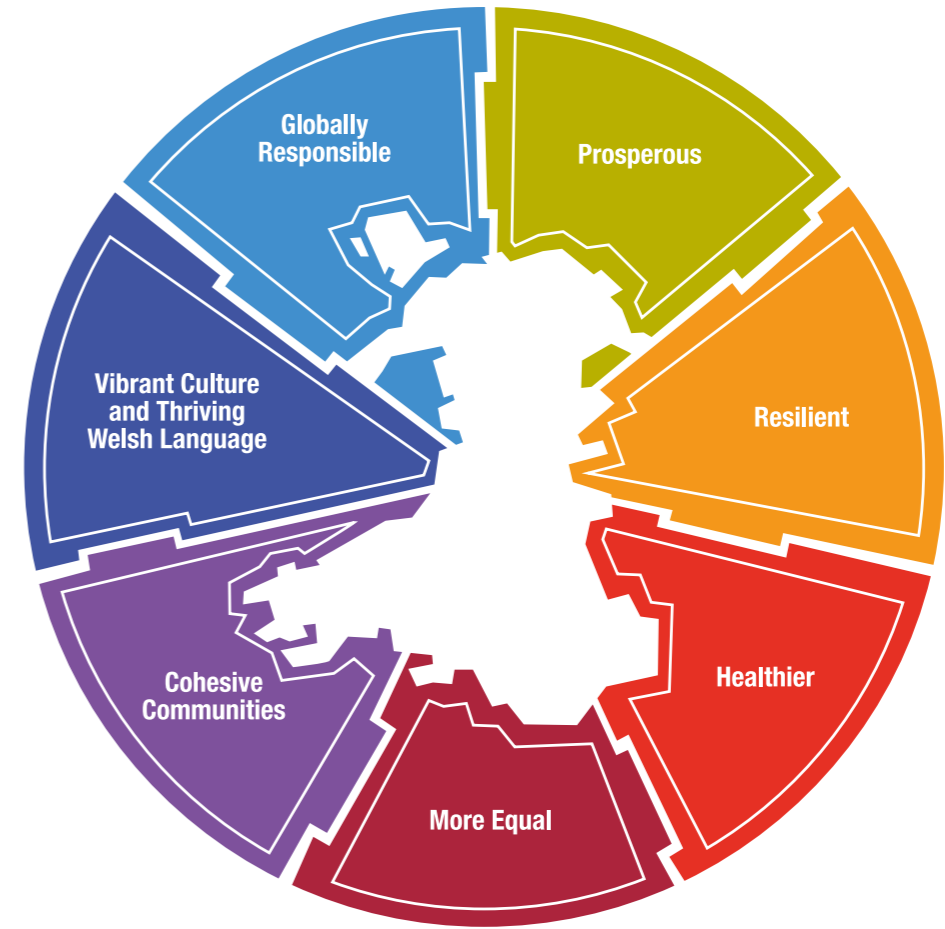 Globally
Responsible
Prosperous
Resilient
Healthier
More Equal
Cohesive
Communities
Vibrant Culture
and Thriving
Welsh Language